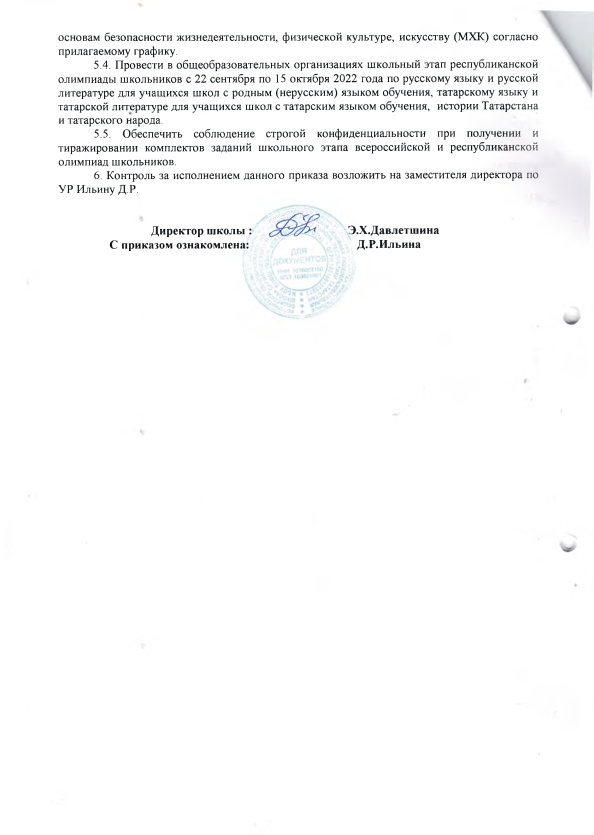 основам безопасности жизнедеятельности, физической культуре, искусству (МХК) согласно
прилагаемому графику.
5.4. Провести в общеобразовательных организациях школьный этап республиканской
олимпиады школьников с 22 сентября по 15 октября 2022 года по русскому языку и русской
литературе для учащихся школ с родным (нерусским) языком обучения, татарскому языку и
татарской литературе для учащихся школ с татарским языком обучения, истории Татарстана
и татарского народа.
5.5. Обеспечить соблюдение строгой конфиденциальности при получении и
тиражировании комплектов заданий школьного этапа всероссийской и республиканской
олимпиад школьников.
6. Контроль за исполнением данного приказа возложить на заместителя директора по
УР Ильину Д.Р.
Директор школы : Э.Х.Давлетшина
С приказом ознакомлена: Д.Р.Ильина
ДЛЯ
ДОКУМЕНТОВ